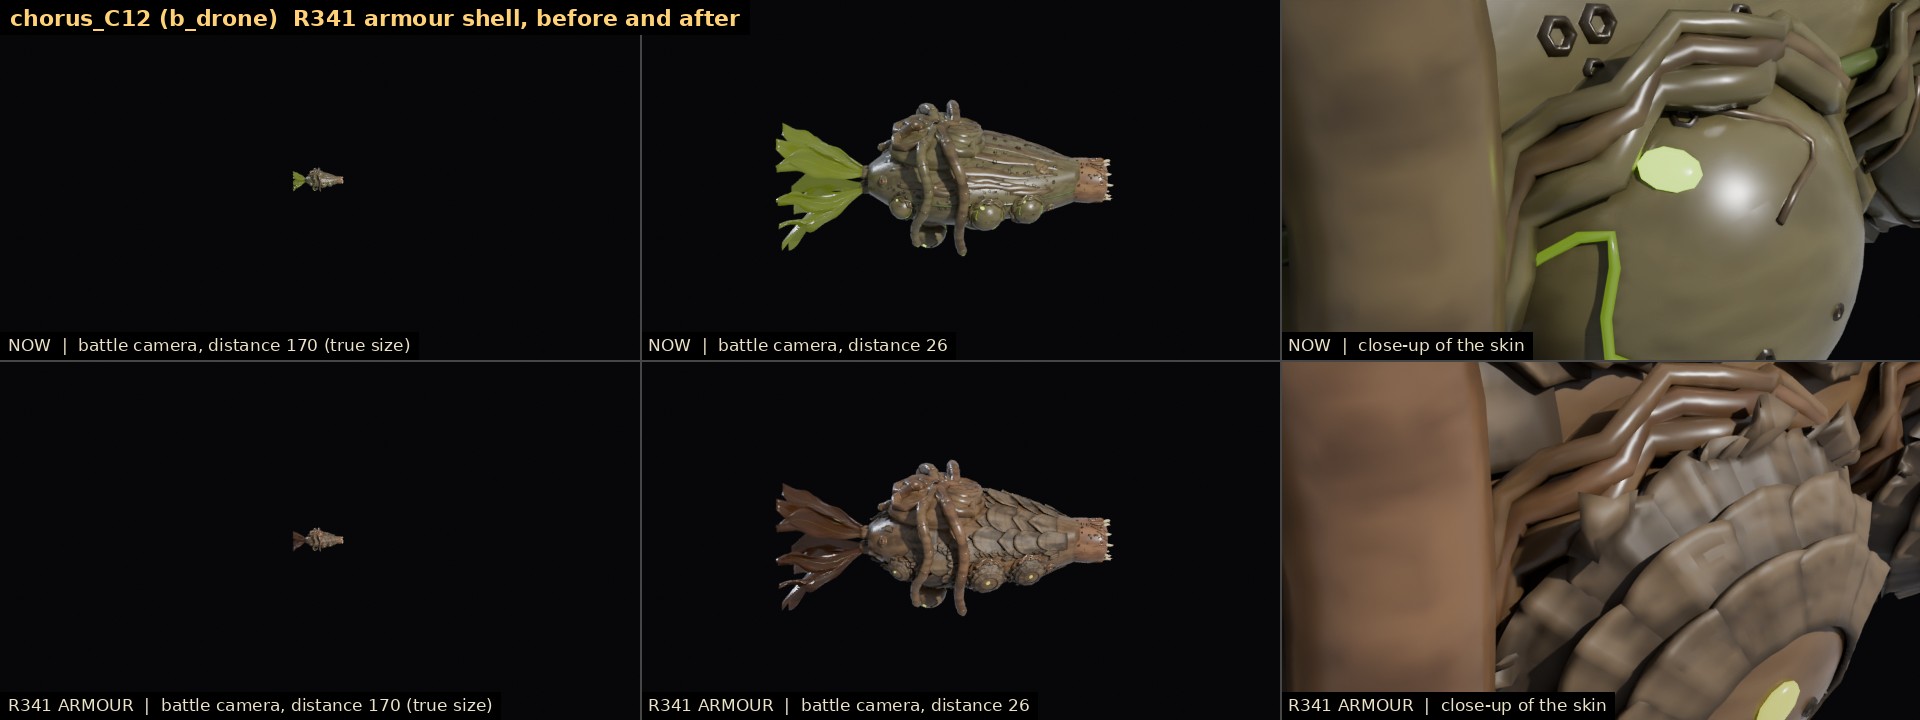 chorus_C12 (b_drone)  R341 armour shell, before and after
NOW  |  battle camera, distance 170 (true size)
NOW  |  battle camera, distance 26
NOW  |  close-up of the skin
R341 ARMOUR  |  battle camera, distance 170 (true size)
R341 ARMOUR  |  battle camera, distance 26
R341 ARMOUR  |  close-up of the skin